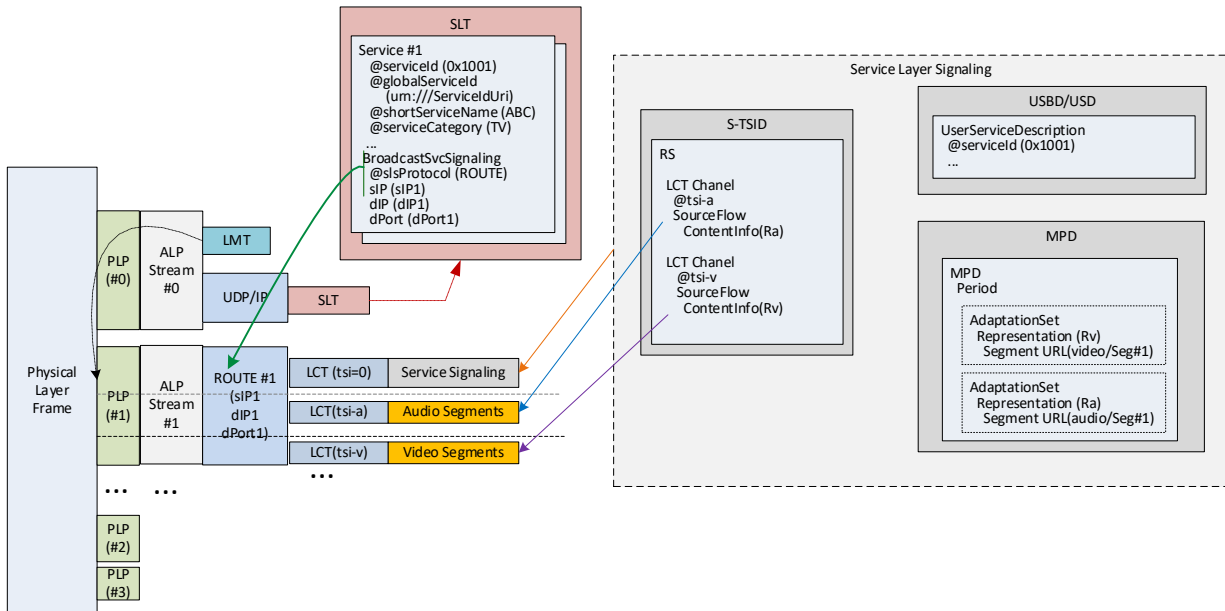 SLT
Service #1
@serviceId (0x1001)
@globalServiceId
(urn:///ServiceIdUri)
@shortServiceName (ABC)
@serviceCategory (TV)
...
BroadcastSvcSignaling
@slsProtocol (ROUTE)
sIP (sIP1)
dIP (dIP1)
dPort (dPort1)
Physical
Layer
Frame
PLP
(#0)
ALP
Stream
#0
LMT
UDP/IP
SLT
PLP
(#1)
ALP
Stream
#1
ROUTE #1
(sIP1
dIP1
dPort1)
LCT (tsi=0)
Service Signaling
LCT(tsi-a)
Audio Segments
LCT(tsi-v)
Video Segments
...
...
...
PLP
(#2)
PLP
(#3)
Service Layer Signaling
S-TSID
RS
LCT Chanel
@tsi-a
SourceFlow
ContentInfo(Ra)
LCT Chanel
@tsi-v
SourceFlow
ContentInfo(Rv)
USBD/USD
UserServiceDescription
@serviceId (0x1001)
...
MPD
MPD
Period
AdaptationSet
Representation (Rv)
Segment URL(video/Seg#1)
AdaptationSet
Representation (Ra)
Segment URL(audio/Seg#1)